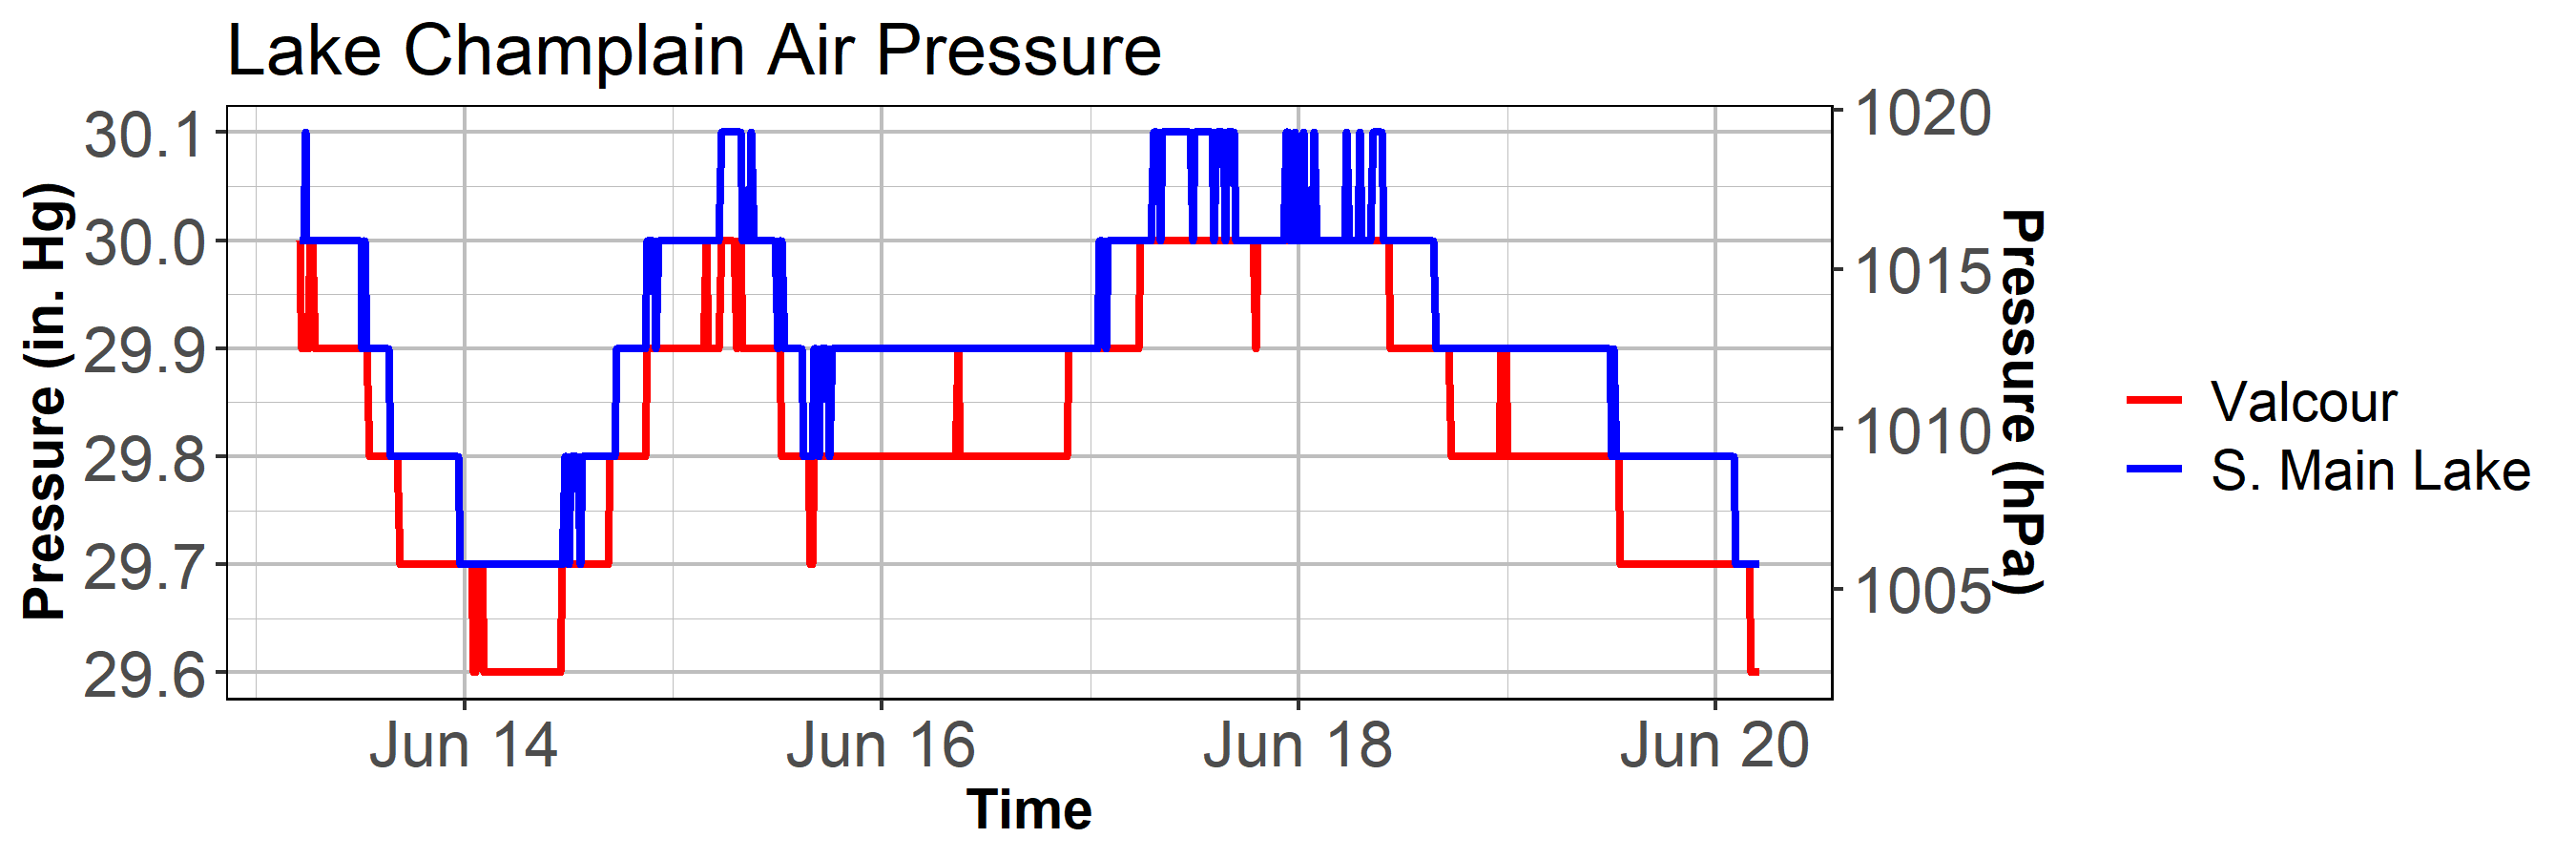 Lake Champlain Air Pressure
Pressure (in. Hg)
30.1
30.0
29.9
29.8
29.7
29.6
1020
1015
1010
1005
Pressure (hPa)
Jun 14
Jun 16
Jun 18
Jun 20
Time
Valcour
S. Main Lake